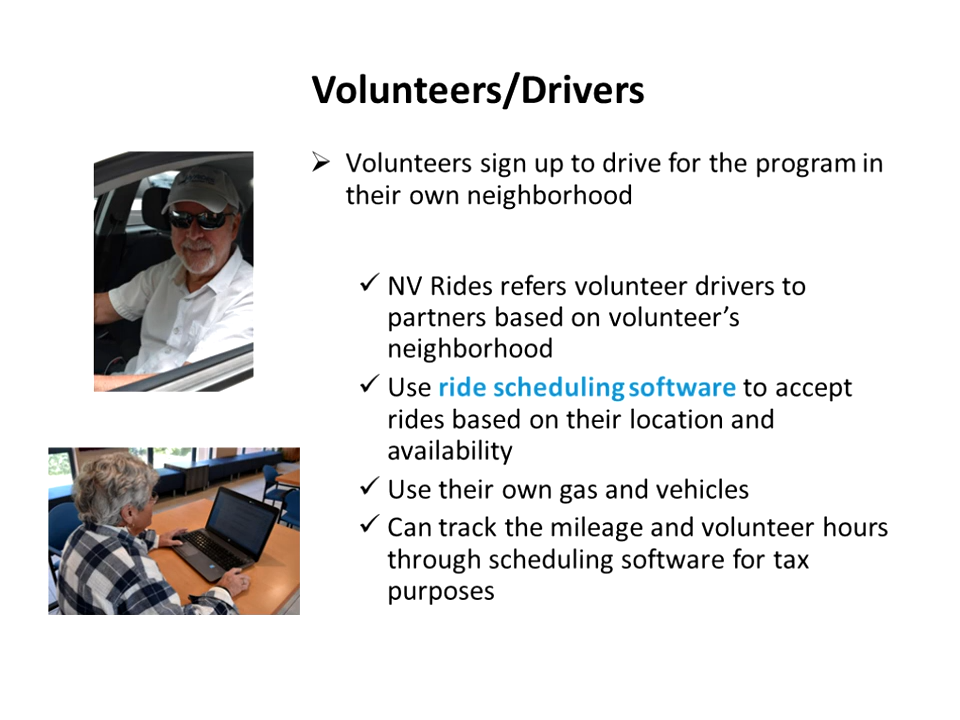 Volunteers/Drivers
➢ Volunteers sign up to drive for the program in
their own neighborhood
✓ NV Rides refers volunteer drivers to
partners based on volunteer’s
neighborhood
✓ Use ride scheduling software to accept
rides based on their location and
availability
✓ Use their own gas and vehicles
✓ Can track the mileage and volunteer hours
through scheduling software for tax
purposes